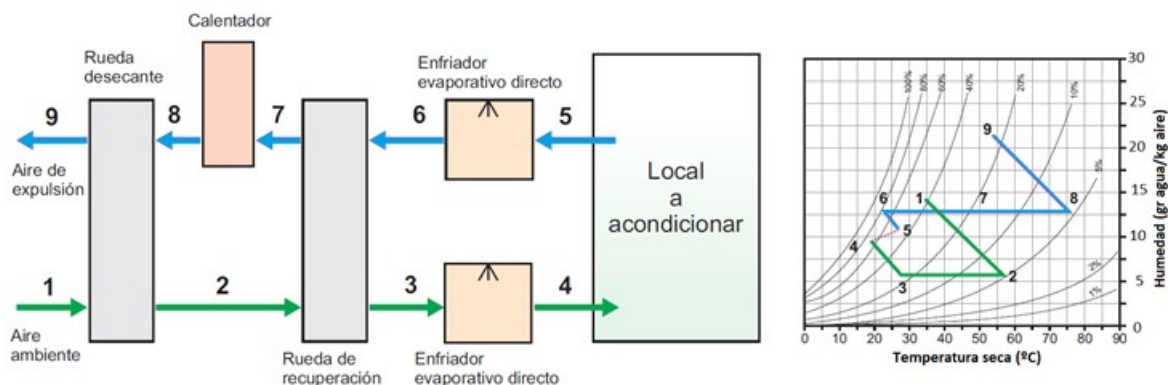 Calentador
Rueda
desecante
Enfriador
evaporativo directo
9
8
7
6
5
Aire de
expulsión
Local
a
acondicionar
1
2
3
4
Aire
ambiente
Rueda de
recuperación
Enfriador
evaporativo directo
100%
80%
60%
40%
20%
10%
5%
2%
1%
9
6
1
7
8
5
4
3
2
30
25
20
15
10
5
0
0
10
20
30
40
50
60
70
80
90
Temperatura seca (ºC)
Humedad (gr agua/kg aire)